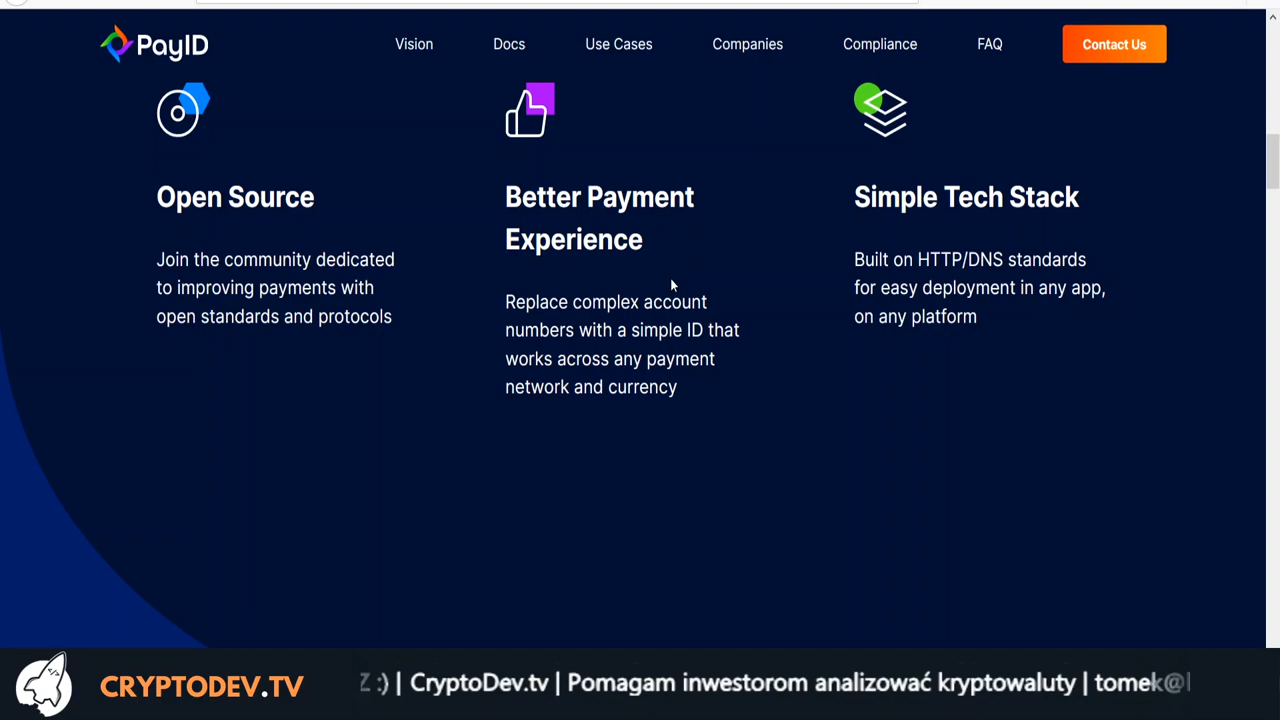 PayID
Vision Docs Use Cases Companies Compliance FAQ Contact Us
Open Source
Join the community dedicated
to improving payments with
open standards and protocols
Better Payment
Experience
Replace complex account
numbers with a simple ID that
works across any payment
network and currency
Simple Tech Stack
Built on HTTP/DNS standards
for easy deployment in any app,
on any platform
CRYPTODEV.TV
Z :) | CryptoDev.tv | Pomagam inwestorom analizować kryptowaluty | tomek@